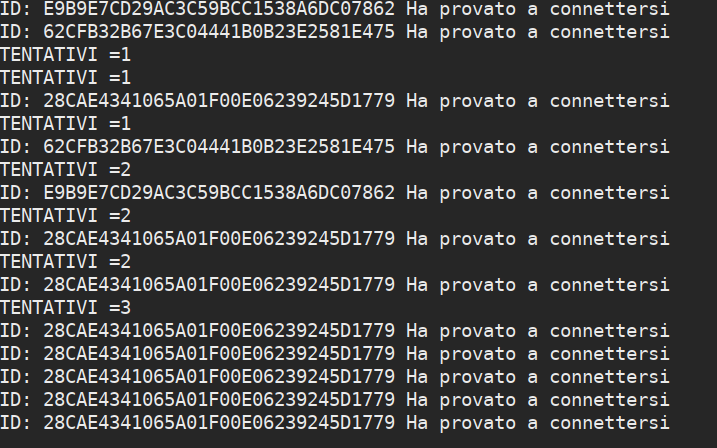 ID: E9B9E7CD29AC3C59BCC1538A6DC07862 Ha provato a connettersi
ID: 62CFB32B67E3C04441B0B23E2581E475 Ha provato a connettersi
TENTATIVI =1
TENTATIVI =1
ID: 28CAE4341065A01F00E06239245D1779 Ha provato a connettersi
TENTATIVI =1
ID: 62CFB32B67E3C04441B0B23E2581E475 Ha provato a connettersi
TENTATIVI =2
ID: E9B9E7CD29AC3C59BCC1538A6DC07862 Ha provato a connettersi
TENTATIVI =2
ID: 28CAE4341065A01F00E06239245D1779 Ha provato a connettersi
TENTATIVI =2
ID: 28CAE4341065A01F00E06239245D1779 Ha provato a connettersi
TENTATIVI =3
ID: 28CAE4341065A01F00E06239245D1779 Ha provato a connettersi
ID: 28CAE4341065A01F00E06239245D1779 Ha provato a connettersi
ID: 28CAE4341065A01F00E06239245D1779 Ha provato a connettersi
ID: 28CAE4341065A01F00E06239245D1779 Ha provato a connettersi
ID: 28CAE4341065A01F00E06239245D1779 Ha provato a connettersi